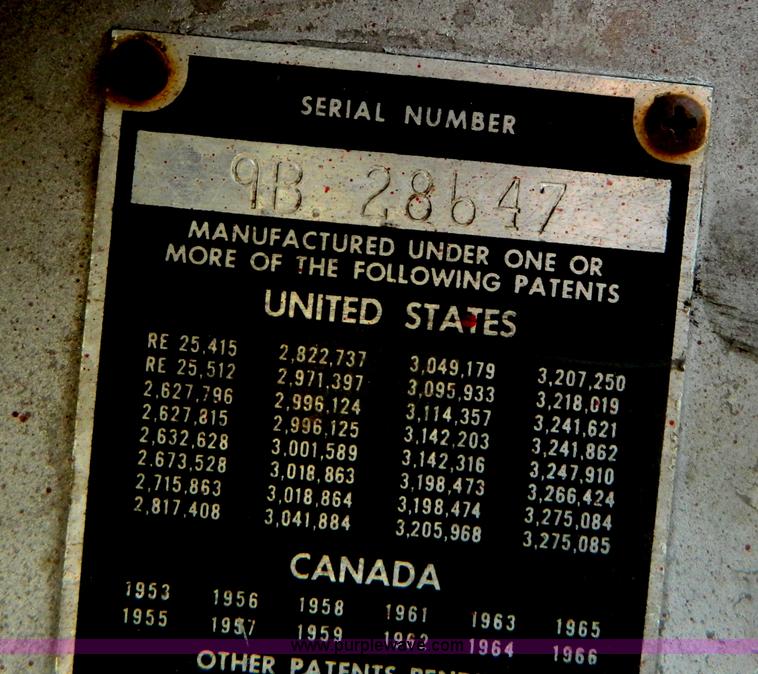 SERIAL NUMBER
9B. 28647
MANUFACTURED UNDER ONE OR
MORE OF THE FOLLOWING PATENTS
UNITED STATES
RE 25,415 2,822,737 3,049,179 3,207,250
RE 25,512 2,971,397 3,095,933 3,218,019
2,627,796 2,996,124 3,114,357 3,241,621
2,627,815 2,996,125 3,142,203 3,241,862
2,632,628 3,001,589 3,142,316 3,247,910
2,673,528 3,018,863 3,198,473 3,266,424
2,715,863 3,018,864 3,198,474 3,275,084
2,817,408 3,041,884 3,205,968 3,275,085
CANADA
1953 1956 1958 1961 1963 1965
1955 1957 1959 1962 1964 1966
www.purplewave.com
OTHER PATENTS